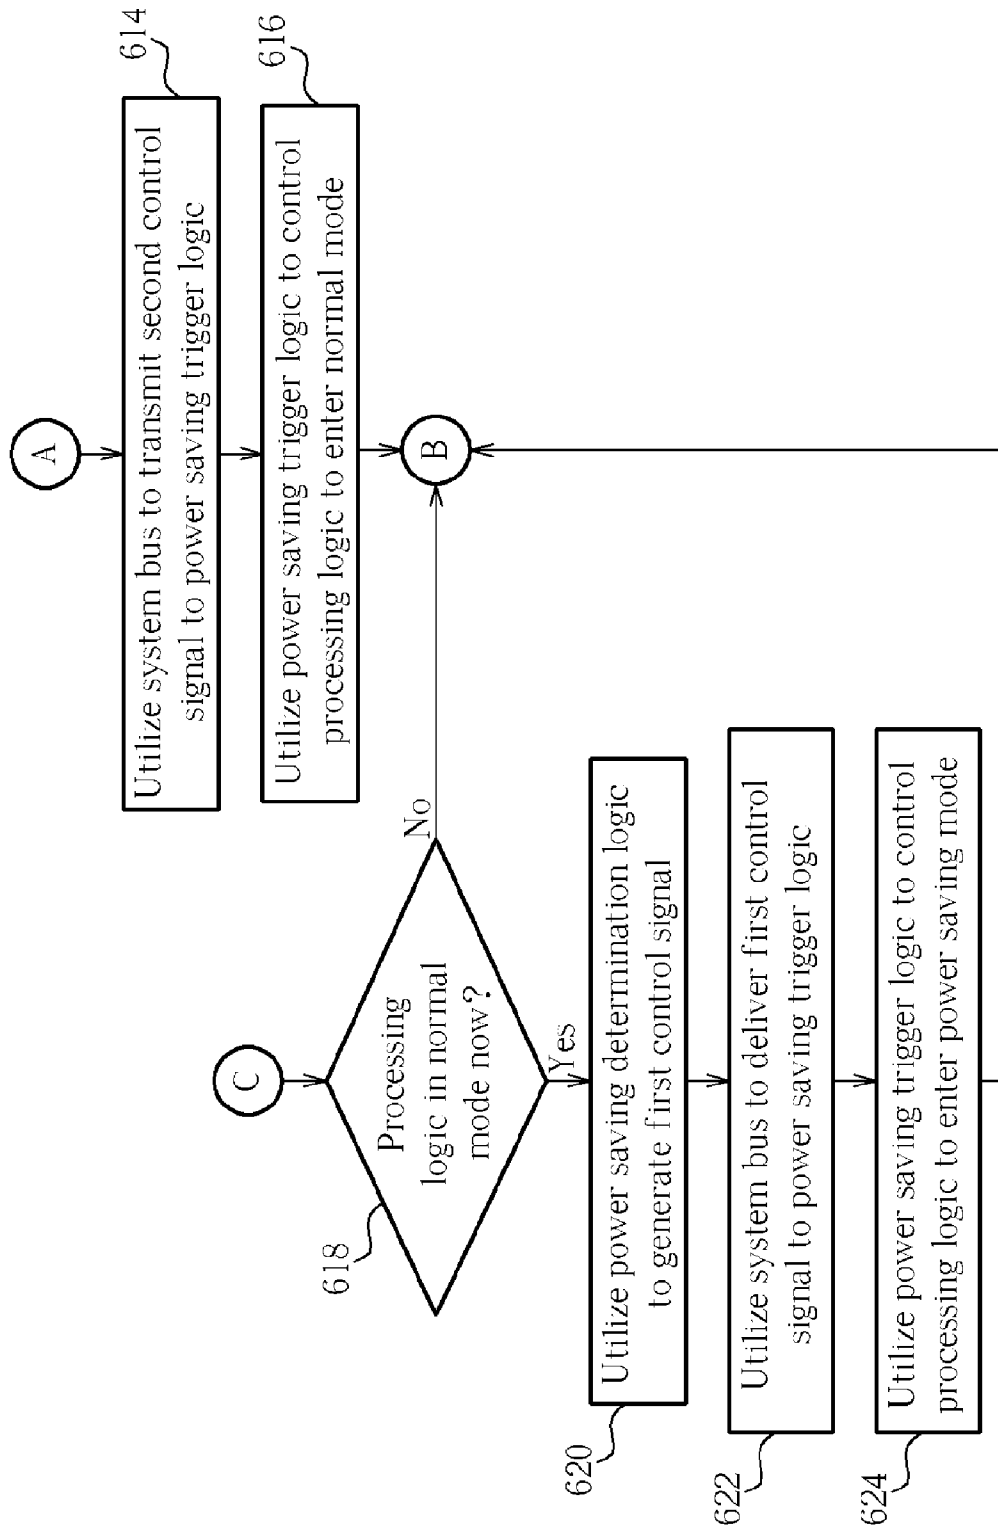 A
614
Utilize system bus to transmit second control
signal to power saving trigger logic
616
Utilize power saving trigger logic to control
processing logic to enter normal mode
B
C
618
Processing
logic in normal
mode now?
No
Yes
620
Utilize power saving determination logic
to generate first control signal
622
Utilize system bus to deliver first control
signal to power saving trigger logic
624
Utilize power saving trigger logic to control
processing logic to enter power saving mode